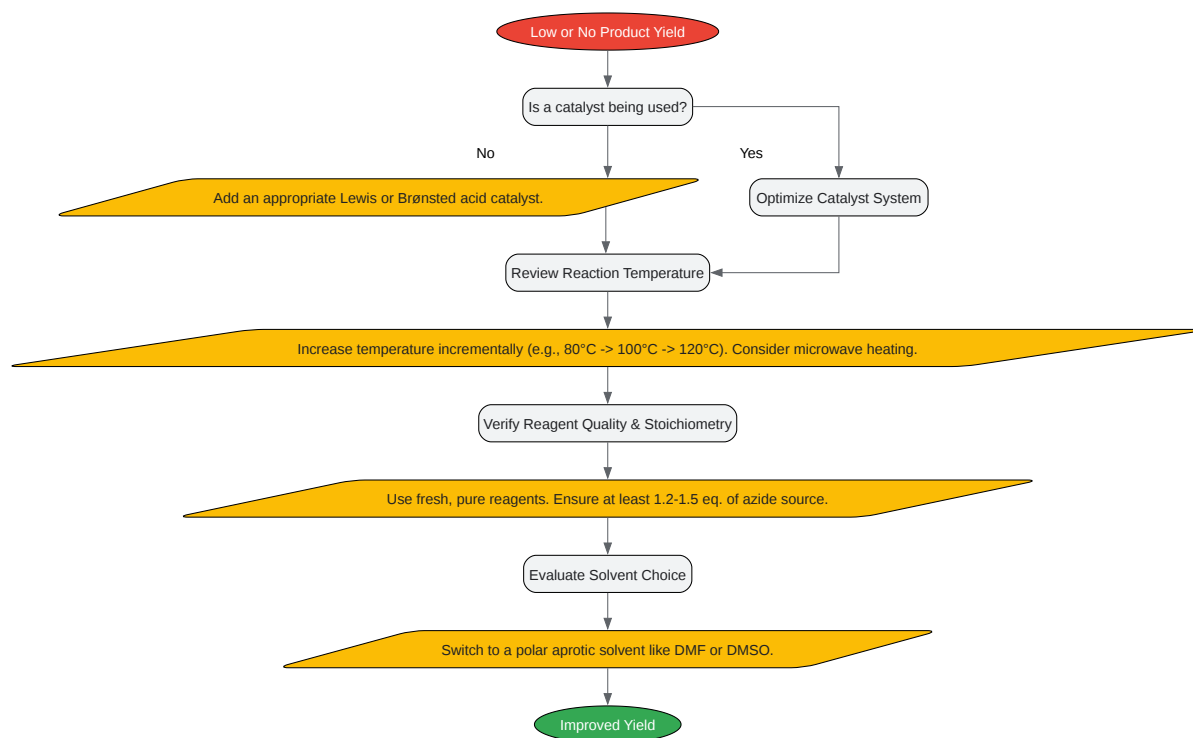 Low or No Product Yield
Is a catalyst being used?
No
Yes
Add an appropriate Lewis or Brønsted acid catalyst.
Optimize Catalyst System
Review Reaction Temperature
Increase temperature incrementally (e.g., 80°C -> 100°C -> 120°C). Consider microwave heating.
Verify Reagent Quality & Stoichiometry
Use fresh, pure reagents. Ensure at least 1.2-1.5 eq. of azide source.
Evaluate Solvent Choice
Switch to a polar aprotic solvent like DMF or DMSO.
Improved Yield